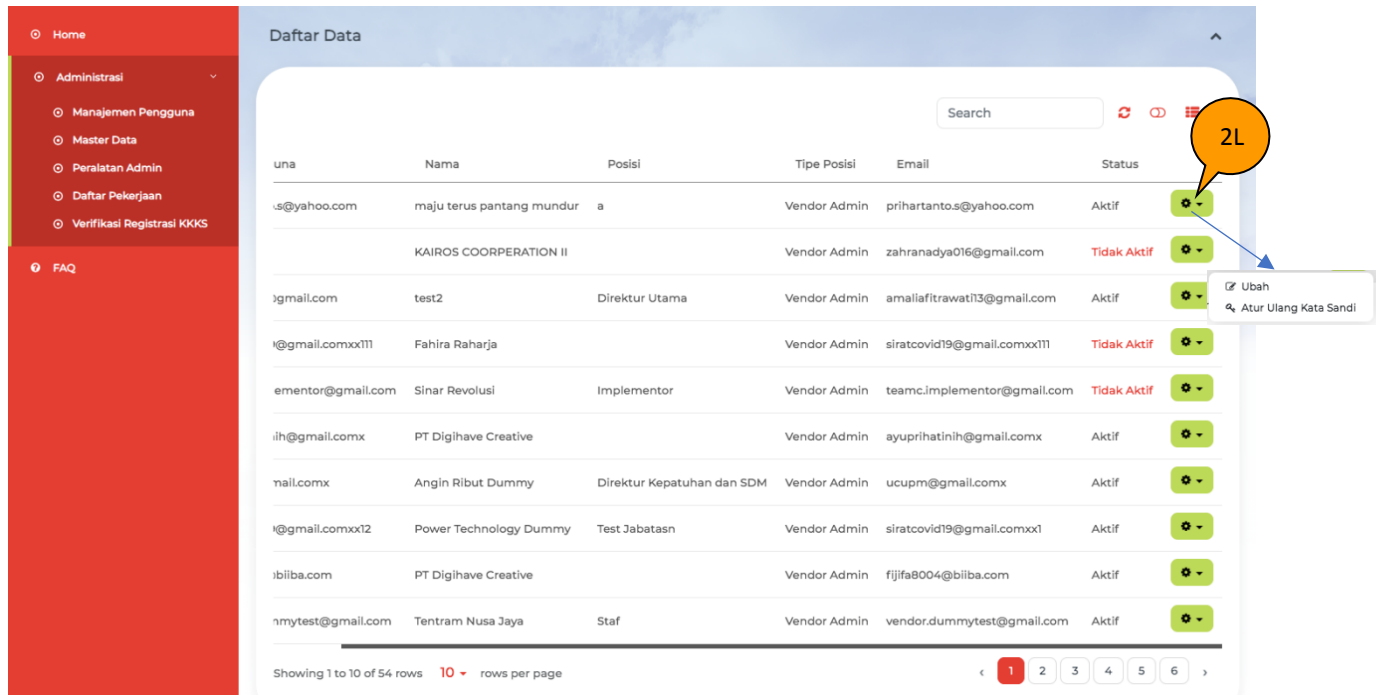 Home
Administrasi
Manajemen Pengguna
Master Data
Peralatan Admin
Daftar Pekerjaan
Verifikasi Registrasi KKKS
FAQ
Daftar Data
Search
2L
una Nama Posisi Tipe Posisi Email Status
.s@yahoo.com maju terus pantang mundur a Vendor Admin prihartanto.s@yahoo.com Aktif
KAIROS COORPERATION II Vendor Admin zahranadya016@gmail.com Tidak Aktif
@gmail.com test2 Direktur Utama Vendor Admin amaliafitrawati13@gmail.com Aktif
@gmail.comxx111 Fahira Raharja Vendor Admin siratcovid19@gmail.comxx111 Tidak Aktif
ementor@gmail.com Sinar Revolusi Implementor Vendor Admin teamc.implementor@gmail.com Tidak Aktif
ih@gmail.comx PT Digihave Creative Vendor Admin ayuprihatinih@gmail.comx Aktif
mail.comx Angin Ribut Dummy Direktur Kepatuhan dan SDM Vendor Admin ucupm@gmail.comx Aktif
@gmail.comxx12 Power Technology Dummy Test Jabatasn Vendor Admin siratcovid19@gmail.comxx1 Aktif
biiba.com PT Digihave Creative Vendor Admin fijifa8004@biiba.com Aktif
mytest@gmail.com Tentram Nusa Jaya Staf Vendor Admin vendor.dummytest@gmail.com Aktif
Ubah
Atur Ulang Kata Sandi
Showing 1 to 10 of 54 rows 10 rows per page ‹ 1 2 3 4 5 6 ›